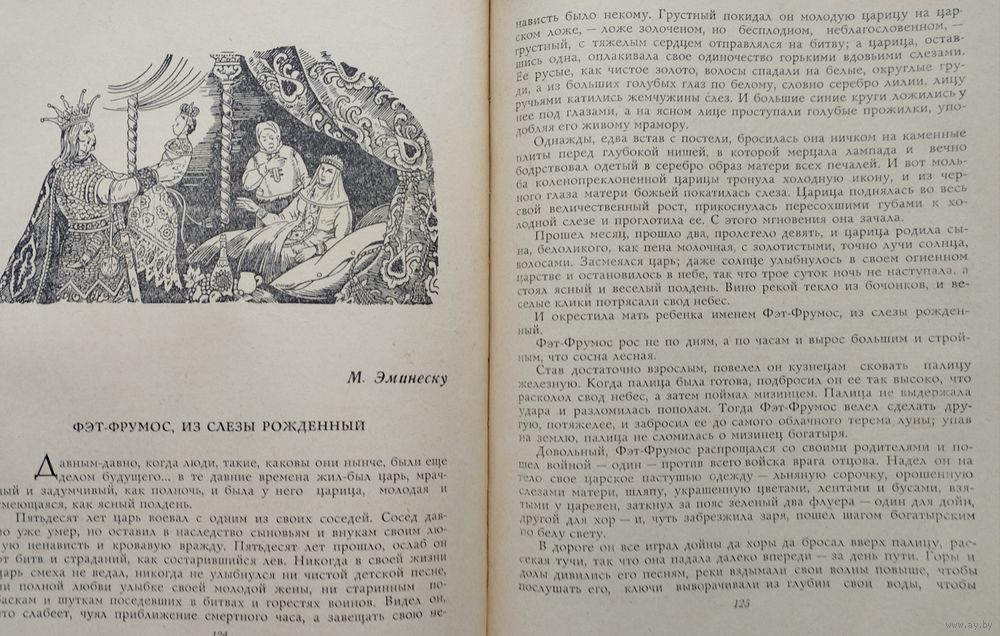 М. Эминеску
ФЭТ-ФРУМОС, ИЗ СЛЕЗЫ РОЖДЕННЫЙ
Давным-давно, когда люди, такие, каковы они нынче, были еще
делом будущего... в те давние времена жил-был царь, мрач-
ный и задумчивый, как полночь, и была у него царица, молодая и
смеющаяся, как ясный полдень.
Пятьдесят лет царь воевал с одним из своих соседей. Сосед дав-
но уже умер, но оставил в наследство сыновьям и внукам своим лю-
тую ненависть и кровавую вражду. Пятьдесят лет прошло, ослаб он
от битв и страданий, как состарившийся лев. Никогда в своей жизни
царь смеха не ведал, никогда не улыбнулся ни чистой детской песне,
ни полной любви улыбке своей молодой жены, ни старинным по-
баскам и шуткам поседевших в битвах и горестях воинов. Видел он,
что слабеет, чуял приближение смертного часа, а завещать свою не-
124
нависть было некому. Грустный покидал он молодую царицу на цар-
ском ложе, — ложе золоченом, но бесплодном, неблагословенном, —
грустный, с тяжелым сердцем отправлялся на битву; а царица, остав-
шись одна, оплакивала свое одиночество горькими вдовьими слезами.
Ее русые, как чистое золото, волосы спадали на белые, округлые гру-
ди, а из больших голубых глаз по белому, словно серебро лилии, лицу
ручьями катились жемчужины слез. И большие синие круги ложились у
нее под глазами, а на ясном лице проступали голубые прожилки, упо-
добляя его живому мрамору.
Однажды, едва встав с постели, бросилась она ничком на каменные
плиты перед глубокой нишей, в которой мерцала лампада и вечно
бодрствовал одетый в серебро образ матери всех печалей. И вот моль-
ба коленопреклоненной царицы тронула холодную икону, и из чер-
ного глаза матери божьей покатилась слеза. Царица поднялась во весь
свой величественный рост, прикоснулась пересохшими губами к хо-
лодной слезе и проглотила ее. С этого мгновения она зачала.
Прошел месяц, прошло два, пролетело девять, и царица родила сы-
на, белоликого, как пена молочная, с золотистыми, точно лучи солнца,
волосами. Засмеялся царь; даже солнце улыбнулось в своем огненном
царстве и остановилось в небе, так что трое суток ночь не наступала, а
стоял ясный и веселый полдень. Вино рекой текло из бочонков, и ве-
селые клики потрясали свод небес.
И окрестила мать ребенка именем Фэт-Фрумос, из слезы рожден-
ный.
Фэт-Фрумос рос не по дням, а по часам и вырос большим и строй-
ным, что сосна лесная.
Став достаточно взрослым, повелел он кузнецам сковать палицу
железную. Когда палица была готова, подбросил он ее так высоко, что
расколол свод небес, а затем поймал мизинцем. Палица не выдержала
удара и разломилась пополам. Тогда Фэт-Фрумос велел сделать дру-
гую, потяжелее, и забросил ее до самого облачного терема луны; упав
на землю, палица не сломилась о мизинец богатыря.
Довольный, Фэт-Фрумос распрощался со своими родителями и по-
шел войной — один — против всего войска врага отцова. Надел он на
тело свое царское пастушью одежду — льняную сорочку, орошенную
слезами матери, шляпу, украшенную цветами, лентами и бусами, взя-
тыми у царевен, заткнул за пояс зеленый два флуера — один для дойн,
другой для хор — и, чуть забрезжила заря, пошел шагом богатырским
по белу свету.
В дороге он все играл дойны да хоры да бросал вверх палицу, рас-
секая тучи, так что она падала далеко впереди — за день пути. Горы и
долы дивились его песням, реки вздымали свои волны повыше, чтобы
послушать его, ключи выворачивали из глубин свои воды, чтобы
125
www.ay.by